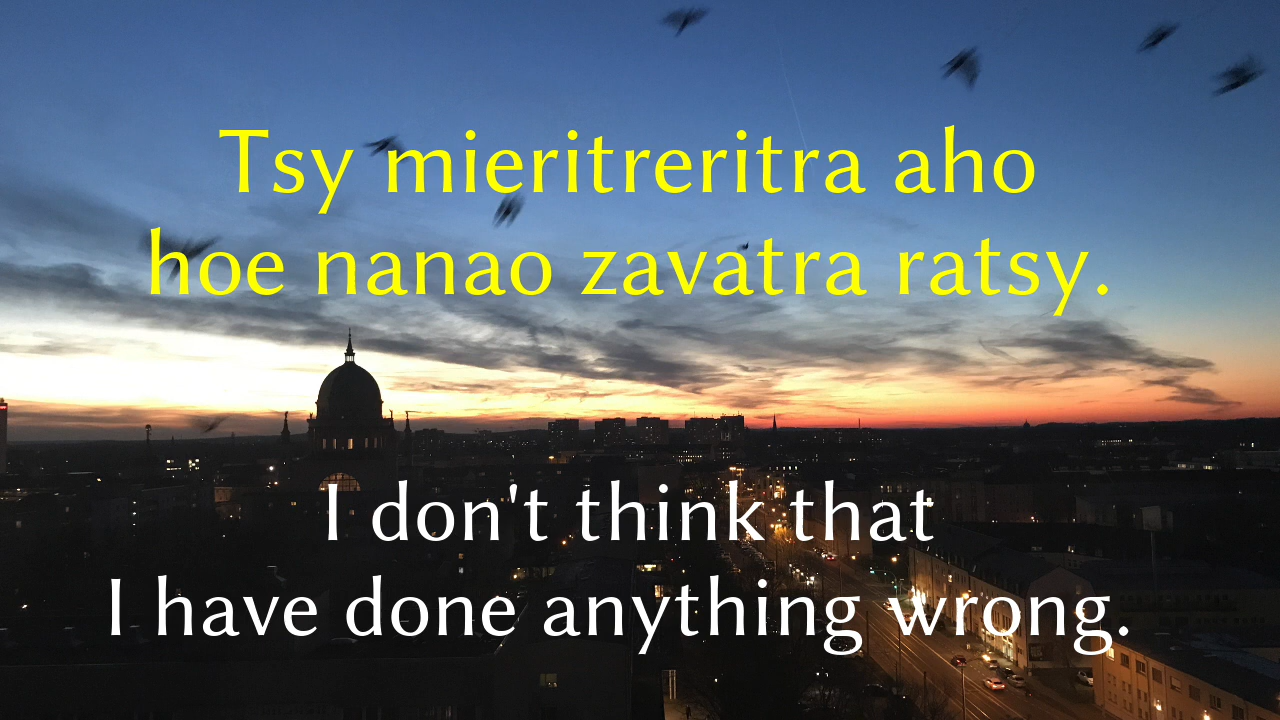 Tsy mieritreritra aho
hoe nanao zavatra ratsy.
I don't think that
I have done anything wrong.